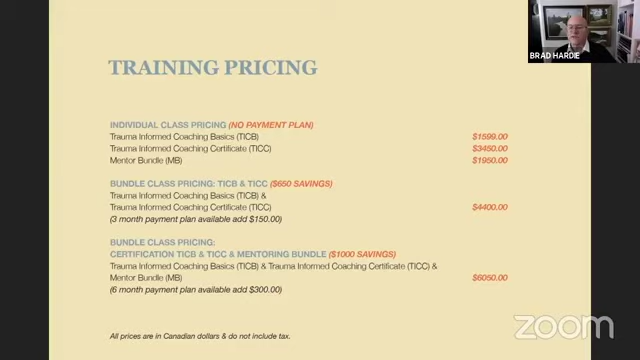 BRAD HARDIE
TRAINING PRICING
INDIVIDUAL CLASS PRICING (NO PAYMENT PLAN)
Trauma Informed Coaching Basics (TICB) $1599.00
Trauma Informed Coaching Certificate (TICC) $3450.00
Mentor Bundle (MB) $1950.00
BUNDLE CLASS PRICING: TICB & TICC ($650 SAVINGS)
Trauma Informed Coaching Basics (TICB) &
Trauma Informed Coaching Certificate (TICC) $4400.00
(3 month payment plan available add $150.00)
BUNDLE CLASS PRICING:
CERTIFICATION TICB & TICC & MENTORING BUNDLE ($1000 SAVINGS)
Trauma Informed Coaching Basics (TICB) & Trauma Informed Coaching Certificate (TICC) &
Mentor Bundle (MB) $6050.00
(6 month payment plan available add $300.00)
All prices are in Canadian dollars & do not include tax.
zoom